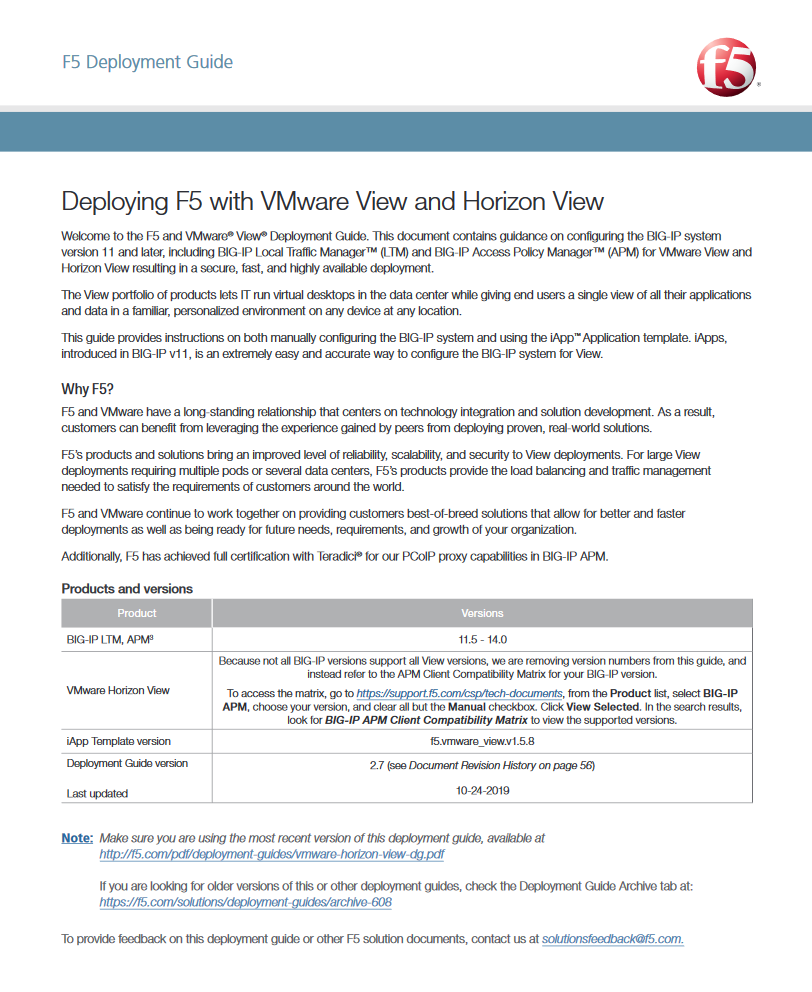 F5 Deployment Guide
f5®
Deploying F5 with VMware View and Horizon View
Welcome to the F5 and VMware® View® Deployment Guide. This document contains guidance on configuring the BIG-IP system
version 11 and later, including BIG-IP Local Traffic Manager™ (LTM) and BIG-IP Access Policy Manager™ (APM) for VMware View and
Horizon View resulting in a secure, fast, and highly available deployment.
The View portfolio of products lets IT run virtual desktops in the data center while giving end users a single view of all their applications
and data in a familiar, personalized environment on any device at any location.
This guide provides instructions on both manually configuring the BIG-IP system and using the iApp™ Application template. iApps,
introduced in BIG-IP v11, is an extremely easy and accurate way to configure the BIG-IP system for View.
Why F5?
F5 and VMware have a long-standing relationship that centers on technology integration and solution development. As a result,
customers can benefit from leveraging the experience gained by peers from deploying proven, real-world solutions.
F5's products and solutions bring an improved level of reliability, scalability, and security to View deployments. For large View
deployments requiring multiple pods or several data centers, F5's products provide the load balancing and traffic management
needed to satisfy the requirements of customers around the world.
F5 and VMware continue to work together on providing customers best-of-breed solutions that allow for better and faster
deployments as well as being ready for future needs, requirements, and growth of your organization.
Additionally, F5 has achieved full certification with Teradici® for our PCoIP proxy capabilities in BIG-IP APM.
Products and versions
Product Versions
BIG-IP LTM, APM³ 11.5 - 14.0
Because not all BIG-IP versions support all View versions, we are removing version numbers from this guide, and
instead refer to the APM Client Compatibility Matrix for your BIG-IP version.
VMware Horizon View
To access the matrix, go to https://support.f5.com/csp/tech-documents, from the Product list, select BIG-IP
APM, choose your version, and clear all but the Manual checkbox. Click View Selected. In the search results,
look for BIG-IP APM Client Compatibility Matrix to view the supported versions.
iApp Template version f5.vmware_view.v1.5.8
Deployment Guide version 2.7 (see Document Revision History on page 56)
Last updated 10-24-2019
Note: Make sure you are using the most recent version of this deployment guide, available at
http://f5.com/pdf/deployment-guides/vmware-horizon-view-dg.pdf
If you are looking for older versions of this or other deployment guides, check the Deployment Guide Archive tab at:
https://f5.com/solutions/deployment-guides/archive-608
To provide feedback on this deployment guide or other F5 solution documents, contact us at solutionsfeedback@f5.com.